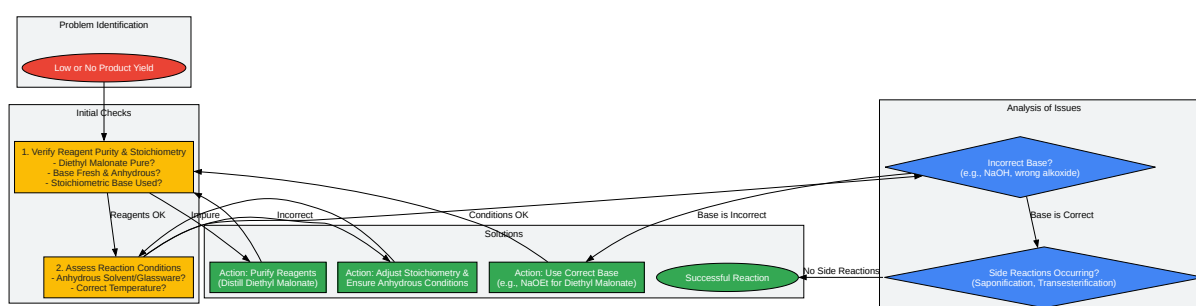 Problem Identification
Low or No Product Yield
Initial Checks
1. Verify Reagent Purity & Stoichiometry
- Diethyl Malonate Pure?
- Base Fresh & Anhydrous?
- Stoichiometric Base Used?
Reagents OK
Impure
Incorrect
Conditions OK
Base is Incorrect
2. Assess Reaction Conditions
- Anhydrous Solvent/Glassware?
- Correct Temperature?
Solutions
Action: Purify Reagents
(Distill Diethyl Malonate)
Action: Adjust Stoichiometry &
Ensure Anhydrous Conditions
Action: Use Correct Base
(e.g., NaOEt for Diethyl Malonate)
Successful Reaction
No Side Reactions
Analysis of Issues
Incorrect Base?
(e.g., NaOH, wrong alkoxide)
Base is Correct
Side Reactions Occurring?
(Saponification, Transesterification)